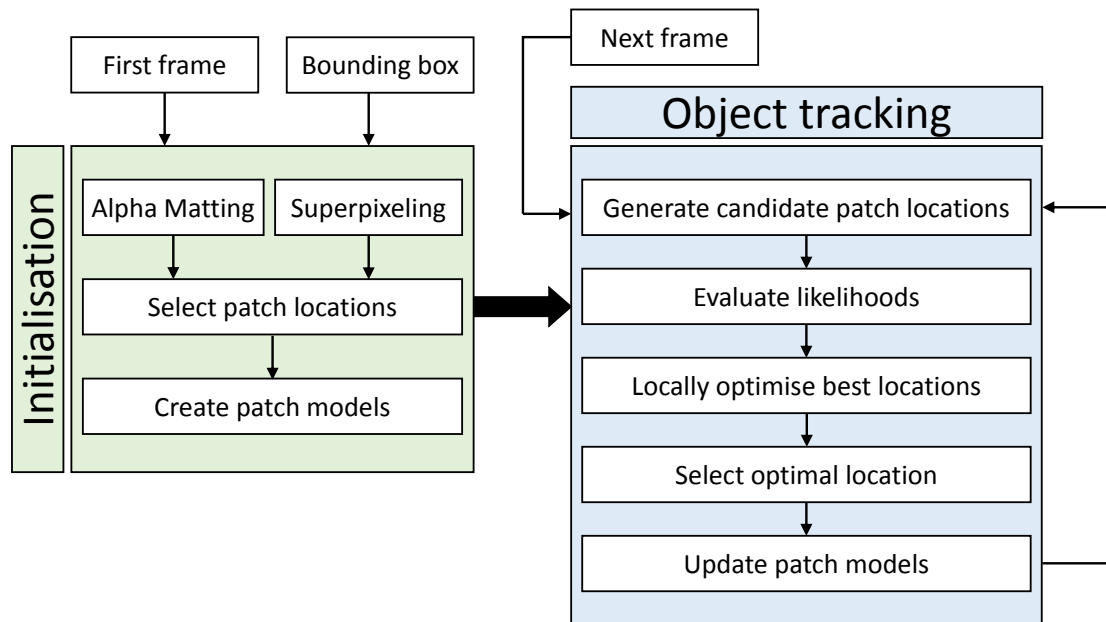 First frame
Bounding box
Initialisation
Alpha Matting
Superpixeling
Select patch locations
Create patch models
Next frame
Object tracking
Generate candidate patch locations
Evaluate likelihoods
Locally optimise best locations
Select optimal location
Update patch models